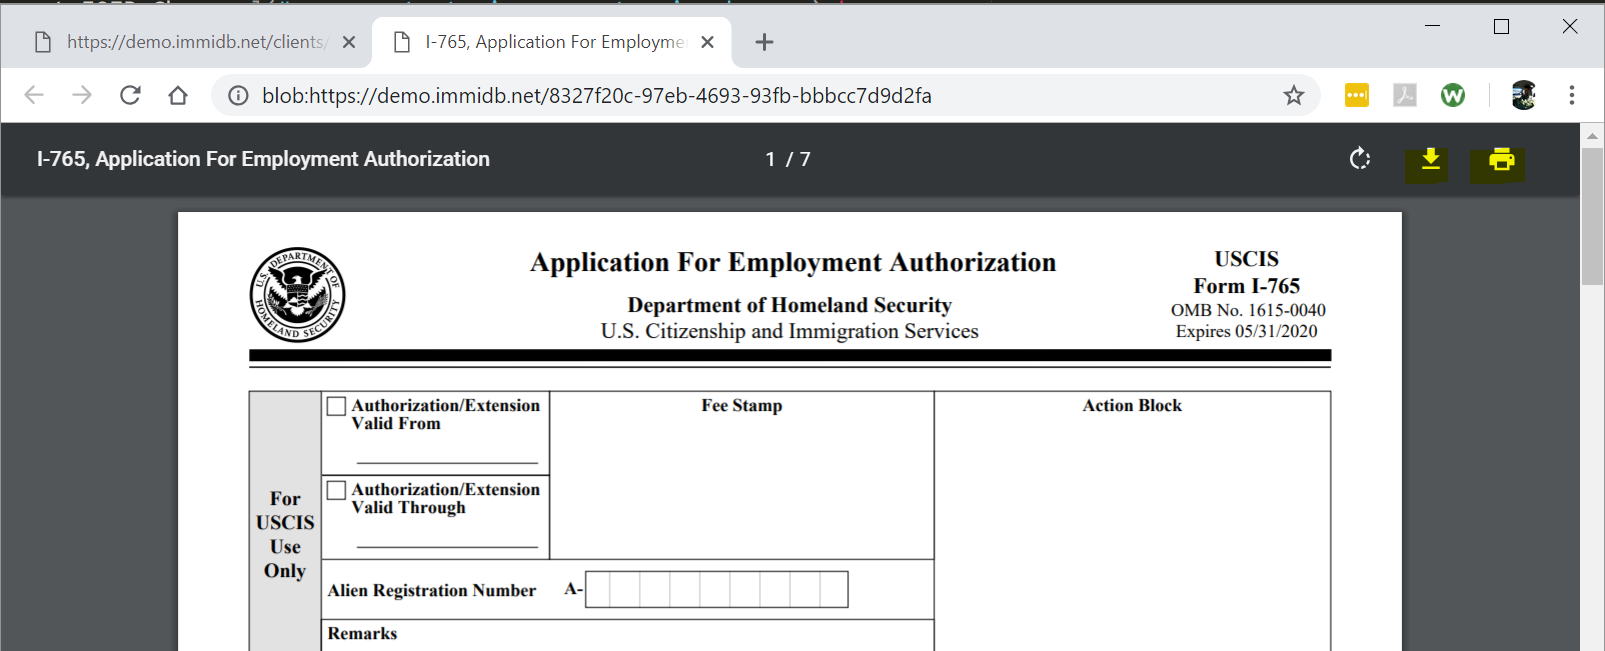 https://demo.immidb.net/clients/
I-765, Application For Employme
blob:https://demo.immidb.net/8327f20c-97eb-4693-93fb-bbbcc7d9d2fa
W
I-765, Application For Employment Authorization
1 / 7
U.S. DEPARTMENT OF HOMELAND SECURITY
Application For Employment Authorization
Department of Homeland Security
U.S. Citizenship and Immigration Services
USCIS
Form I-765
OMB No. 1615-0040
Expires 05/31/2020
For
USCIS
Use
Only
Authorization/Extension
Valid From
Authorization/Extension
Valid Through
Fee Stamp
Action Block
Alien Registration Number A-
Remarks